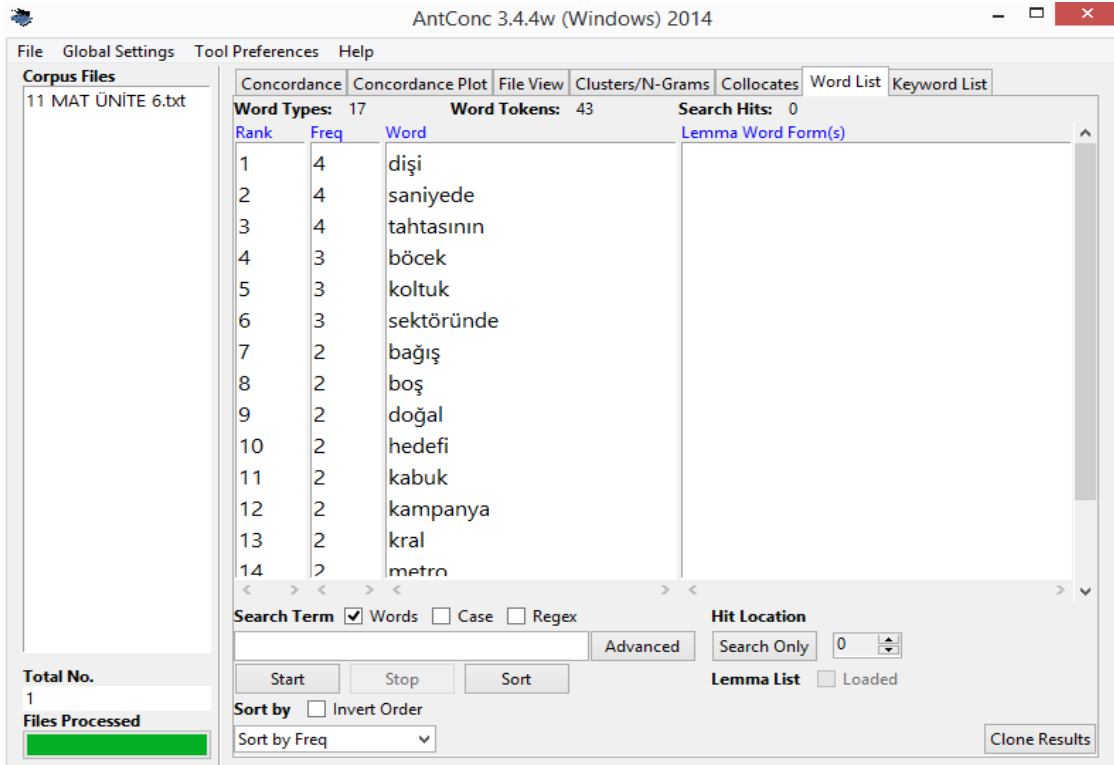 AntConc 3.4.4w (Windows) 2014
File Global Settings Tool Preferences Help
Corpus Files
11 MAT ÜNİTE 6.txt
Concordance Concordance Plot File View Clusters/N-Grams Collocates Word List Keyword List
Word Types: 17 Word Tokens: 43 Search Hits: 0
Rank Freq Word Lemma Word Form(s)
1 4 dişi
2 4 saniyede
3 4 tahtasının
4 3 böcek
5 3 koltuk
6 3 sektöründe
7 2 bağış
8 2 boş
9 2 doğal
10 2 hedefi
11 2 kabuk
12 2 kampanya
13 2 kral
14 2 metro
Search Term Words Case Regex Hit Location
Advanced Search Only 0
Total No.
1
Start Stop Sort Lemma List Loaded
Files Processed
Sort by Invert Order
Sort by Freq Clone Results